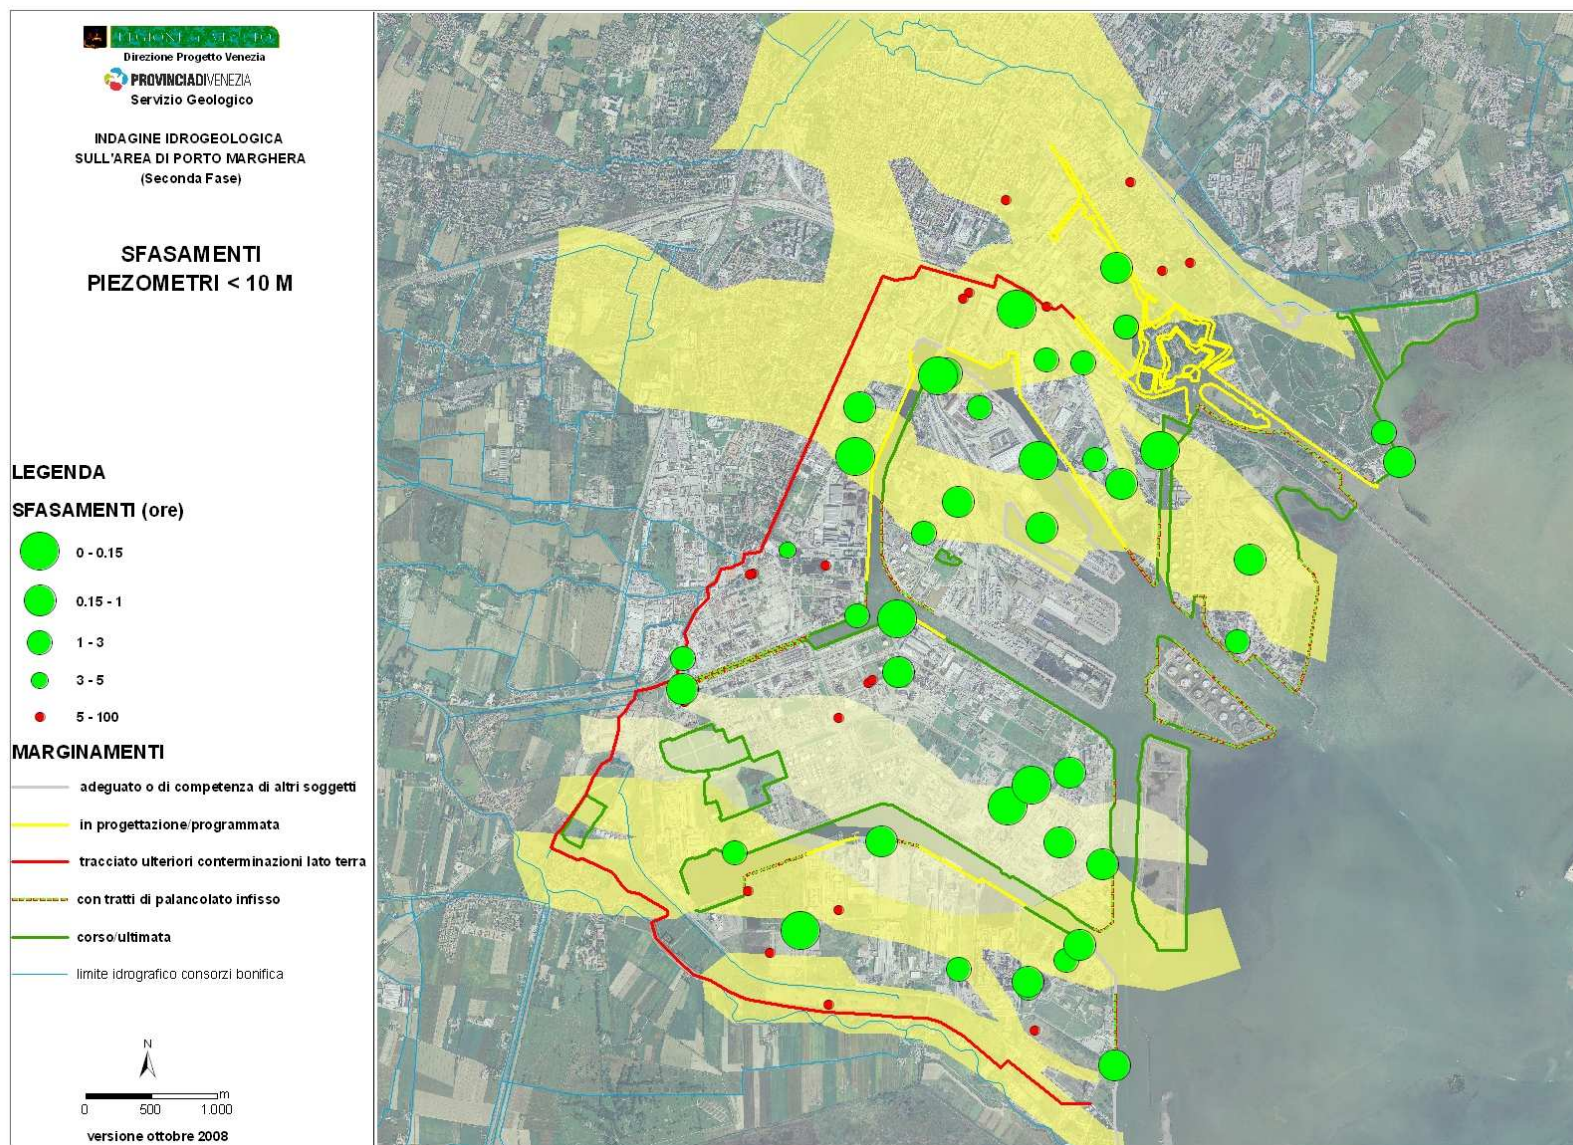 REGIONE del VENETO
Direzione Progetto Venezia
PROVINCIADIVENEZIA
Servizio Geologico
INDAGINE IDROGEOLOGICA
SULL'AREA DI PORTO MARGHERA
(Seconda Fase)
SFASAMENTI
PIEZOMETRI < 10 M
LEGENDA
SFASAMENTI (ore)
0 - 0.15
0.15 - 1
1 - 3
3 - 5
5 - 100
MARGINAMENTI
adeguato o di competenza di altri soggetti
in progettazione/programmata
tracciato ulteriori conterminazioni lato terra
con tratti di palancolato infisso
corso/ultimata
limite idrografico consorzi bonifica
N
m
0 500 1.000
versione ottobre 2008